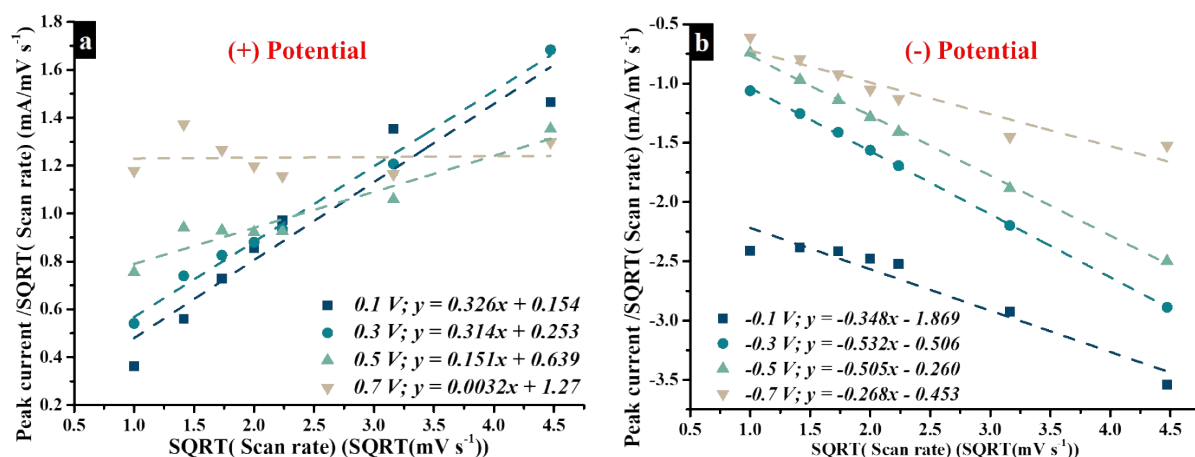 a
(+) Potential
Peak current /SQRT( Scan rate) (mA/mV s⁻¹)
1.8
1.6
1.4
1.2
1.0
0.8
0.6
0.4
0.2
0.1 V; y = 0.326x + 0.154
0.3 V; y = 0.314x + 0.253
0.5 V; y = 0.151x + 0.639
0.7 V; y = 0.0032x + 1.27
0.5 1.0 1.5 2.0 2.5 3.0 3.5 4.0 4.5
SQRT( Scan rate) (SQRT(mV s⁻¹))
b
(-) Potential
Peak current /SQRT( Scan rate) (mA/mV s⁻¹)
-0.5
-1.0
-1.5
-2.0
-2.5
-3.0
-3.5
-0.1 V; y = -0.348x - 1.869
-0.3 V; y = -0.532x - 0.506
-0.5 V; y = -0.505x - 0.260
-0.7 V; y = -0.268x - 0.453
0.5 1.0 1.5 2.0 2.5 3.0 3.5 4.0 4.5
SQRT( Scan rate) (SQRT(mV s⁻¹))